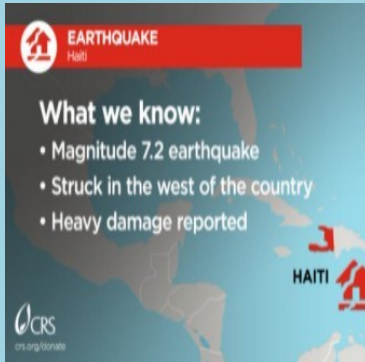 EARTHQUAKE
Haiti
What we know:
• Magnitude 7.2 earthquake
• Struck in the west of the country
• Heavy damage reported
HAITI
CRS
crs.org/donate